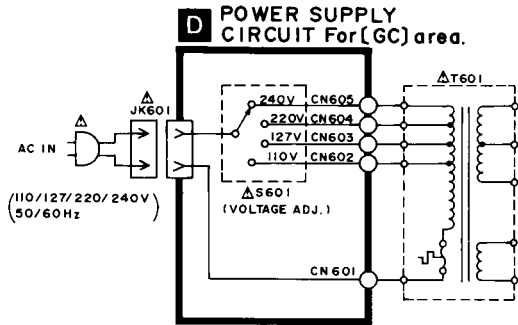 D POWER SUPPLY
CIRCUIT For [GC] area.
⚠T601
⚠
JK601
240V CN605
220V CN604
127V CN603
110V CN602
AC IN
⚠
⚠S601
(VOLTAGE ADJ.)
(110/127/220/240V
50/60Hz)
CN601